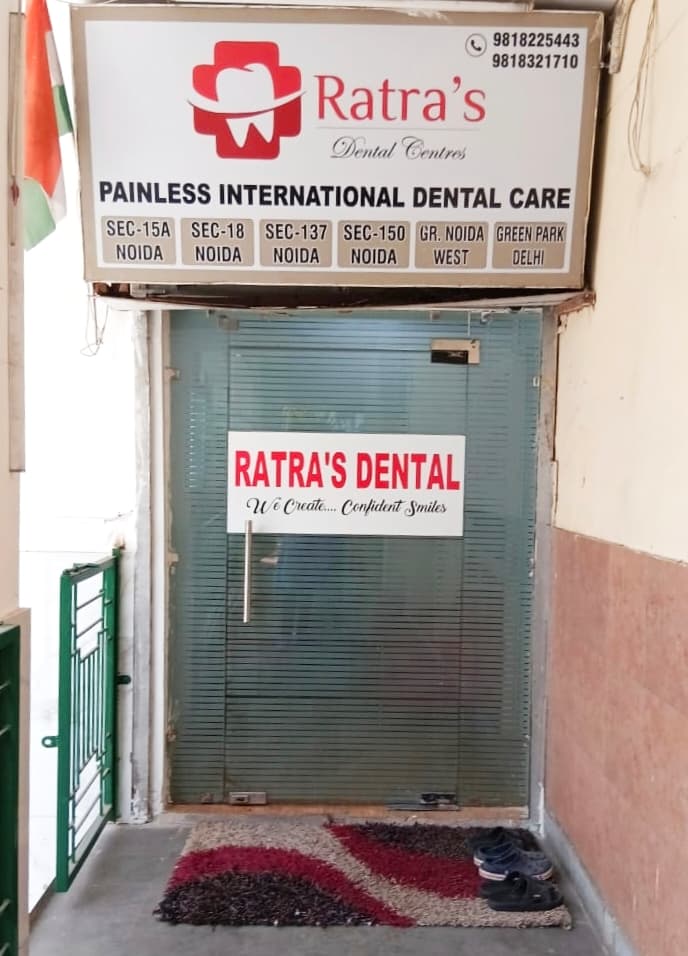 9818225443
9818321710
Ratra's
Dental Centres
PAINLESS INTERNATIONAL DENTAL CARE
SEC-15A NOIDA
SEC-18 NOIDA
SEC-137 NOIDA
SEC-150 NOIDA
GR. NOIDA WEST
GREEN PARK DELHI
RATRA'S DENTAL
We Create.... Confident Smiles